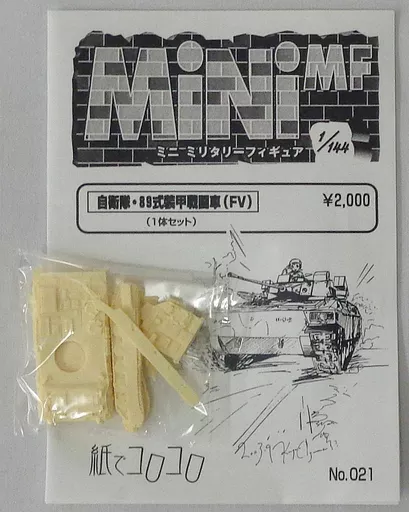 MiNi MF
1/144
ミニ ミリタリーフィギュア
自衛隊・89式装甲戦闘車(FV)
(1体セット)
¥2,000
紙でコロコロ
No.021